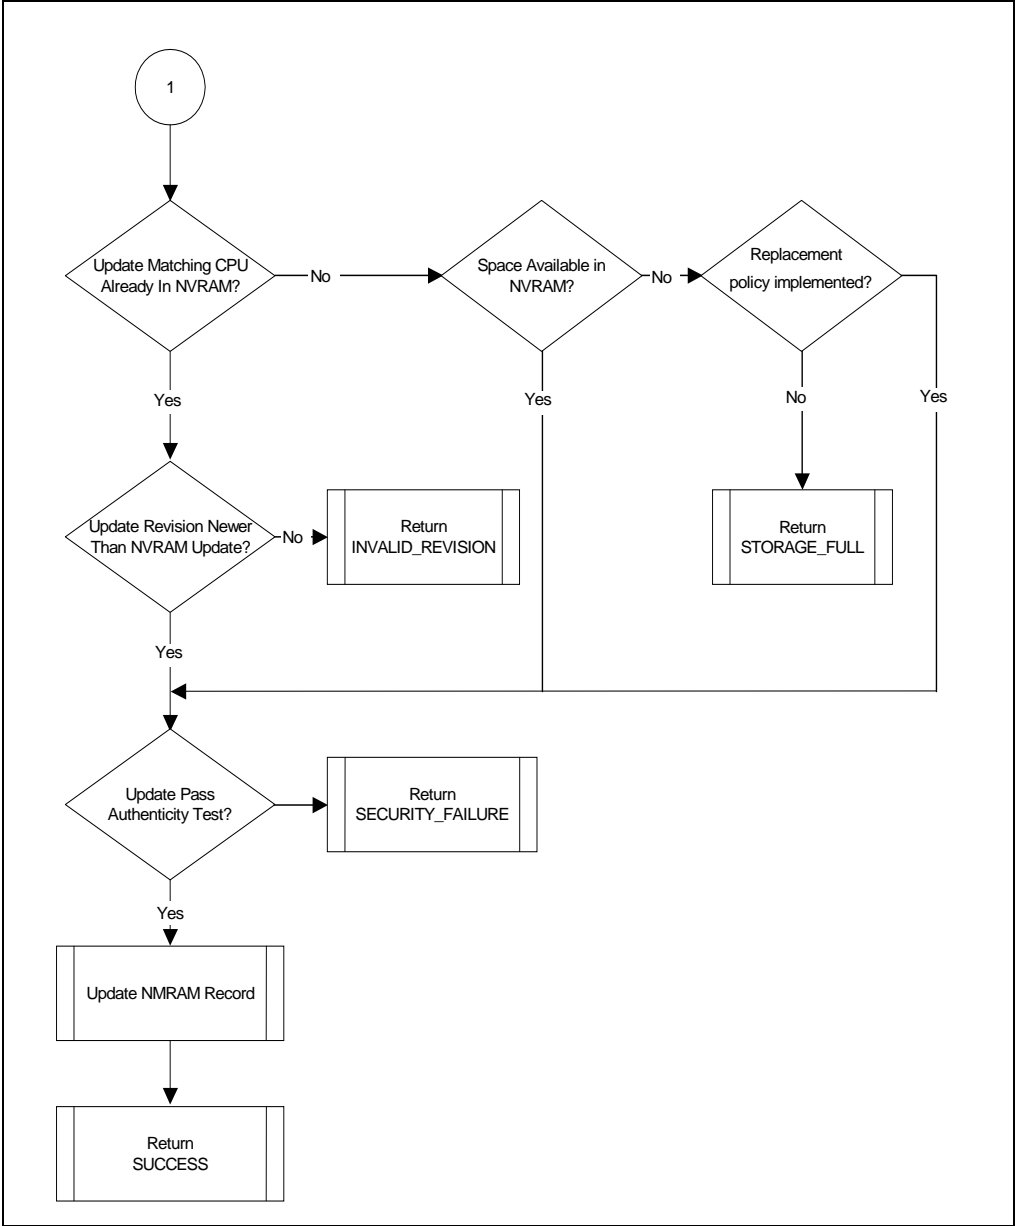 1
Update Matching CPU
Already In NVRAM?
No
Space Available in
NVRAM?
No
Replacement
policy implemented?
Yes
Yes
No
Yes
Update Revision Newer
Than NVRAM Update?
No
Return
INVALID_REVISION
Return
STORAGE_FULL
Yes
Update Pass
Authenticity Test?
Return
SECURITY_FAILURE
Yes
Update NMRAM Record
Return
SUCCESS